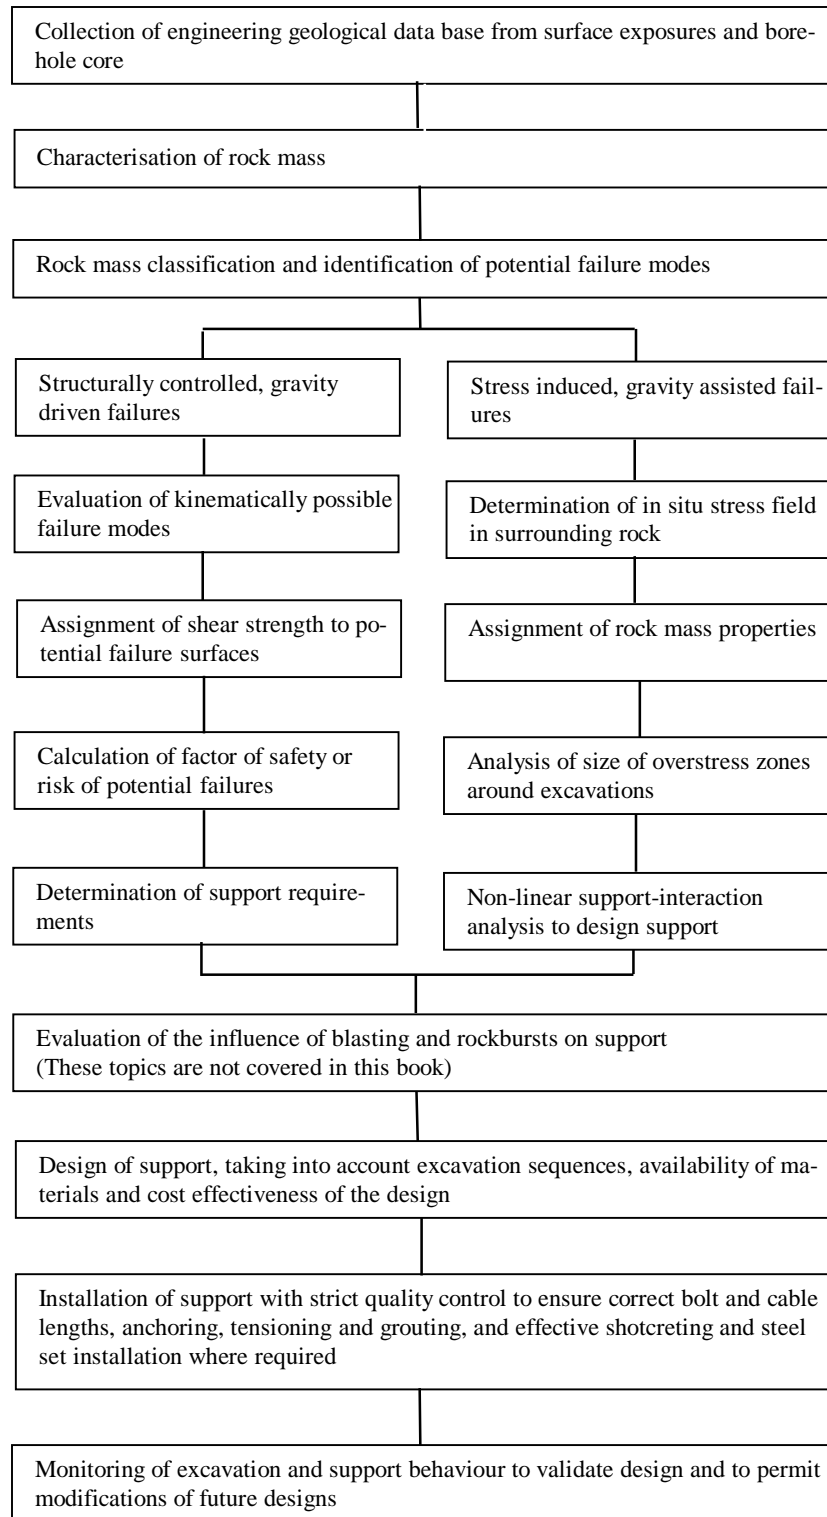 Collection of engineering geological data base from surface exposures and bore-
hole core
Characterisation of rock mass
Rock mass classification and identification of potential failure modes
Structurally controlled, gravity
driven failures
Evaluation of kinematically possible
failure modes
Assignment of shear strength to po-
tential failure surfaces
Calculation of factor of safety or
risk of potential failures
Determination of support require-
ments
Stress induced, gravity assisted fail-
ures
Determination of in situ stress field
in surrounding rock
Assignment of rock mass properties
Analysis of size of overstress zones
around excavations
Non-linear support-interaction
analysis to design support
Evaluation of the influence of blasting and rockbursts on support
(These topics are not covered in this book)
Design of support, taking into account excavation sequences, availability of ma-
terials and cost effectiveness of the design
Installation of support with strict quality control to ensure correct bolt and cable
lengths, anchoring, tensioning and grouting, and effective shotcreting and steel
set installation where required
Monitoring of excavation and support behaviour to validate design and to permit
modifications of future designs